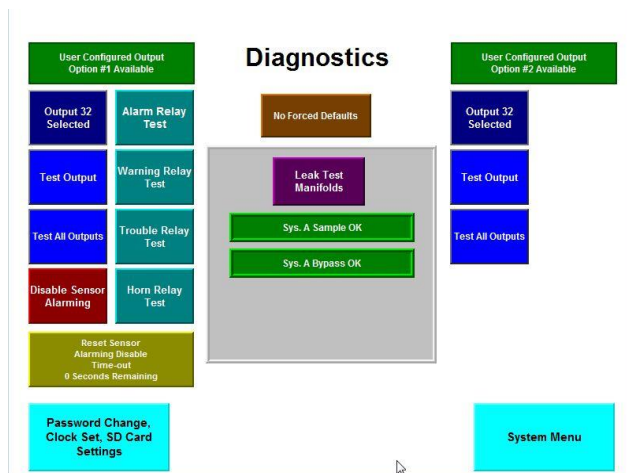 Diagnostics
User Configured Output
Option #1 Available
User Configured Output
Option #2 Available
Output 32
Selected
Alarm Relay
Test
No Forced Defaults
Output 32
Selected
Test Output
Warning Relay
Test
Leak Test
Manifolds
Test Output
Test All Outputs
Trouble Relay
Test
Sys. A Sample OK
Test All Outputs
Sys. A Bypass OK
Disable Sensor
Alarming
Horn Relay
Test
Reset Sensor
Alarming Disable
Time-out
0 Seconds Remaining
Password Change,
Clock Set, SD Card
Settings
System Menu